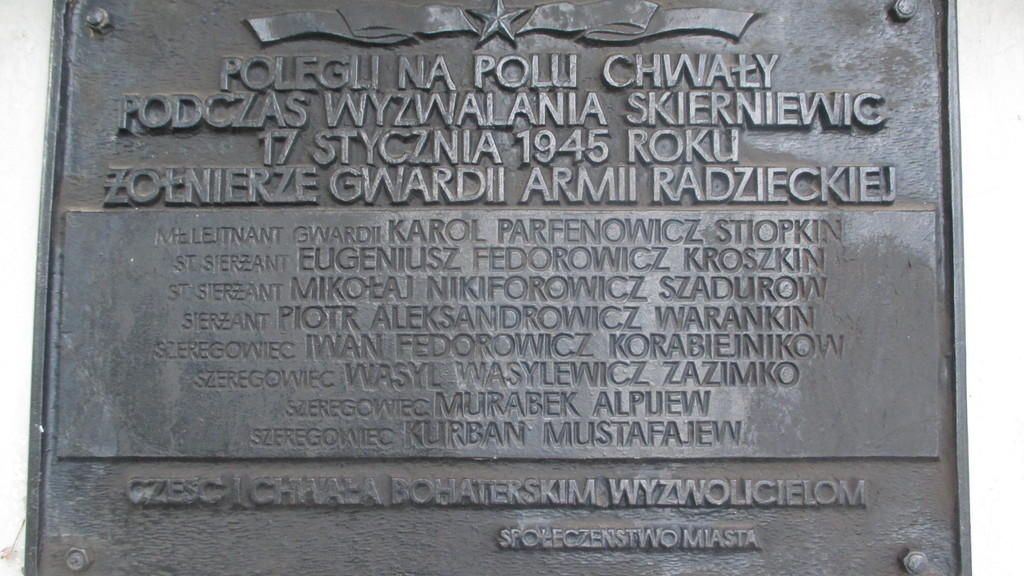 POLEGLI NA POLU CHWAŁY
PODCZAS WYZWALANIA SKIERNIEWIC
17 STYCZNIA 1945 ROKU
ŻOŁNIERZE GWARDII ARMII RADZIECKIEJ
MŁ. LEJTNANT GWARDII KAROL PARFENOWICZ STIOPKIN
ST. SIERŻANT EUGENIUSZ FEDOROWICZ KROSZKIN
ST. SIERŻANT MIKOŁAJ NIKIFOROWICZ SZADUROW
SIERŻANT PIOTR ALEKSANDROWICZ WARANKIN
SZEREGOWIEC IWAN FEDOROWICZ KORABIEJNIKOW
SZEREGOWIEC WASYL WASYLEWICZ ZAZIMKO
SZEREGOWIEC MURABEK ALPIJEW
SZEREGOWIEC KURBAN MUSTAFAJEW
CZEŚĆ I CHWAŁA BOHATERSKIM WYZWOLICIELOM
SPOŁECZEŃSTWO MIASTA